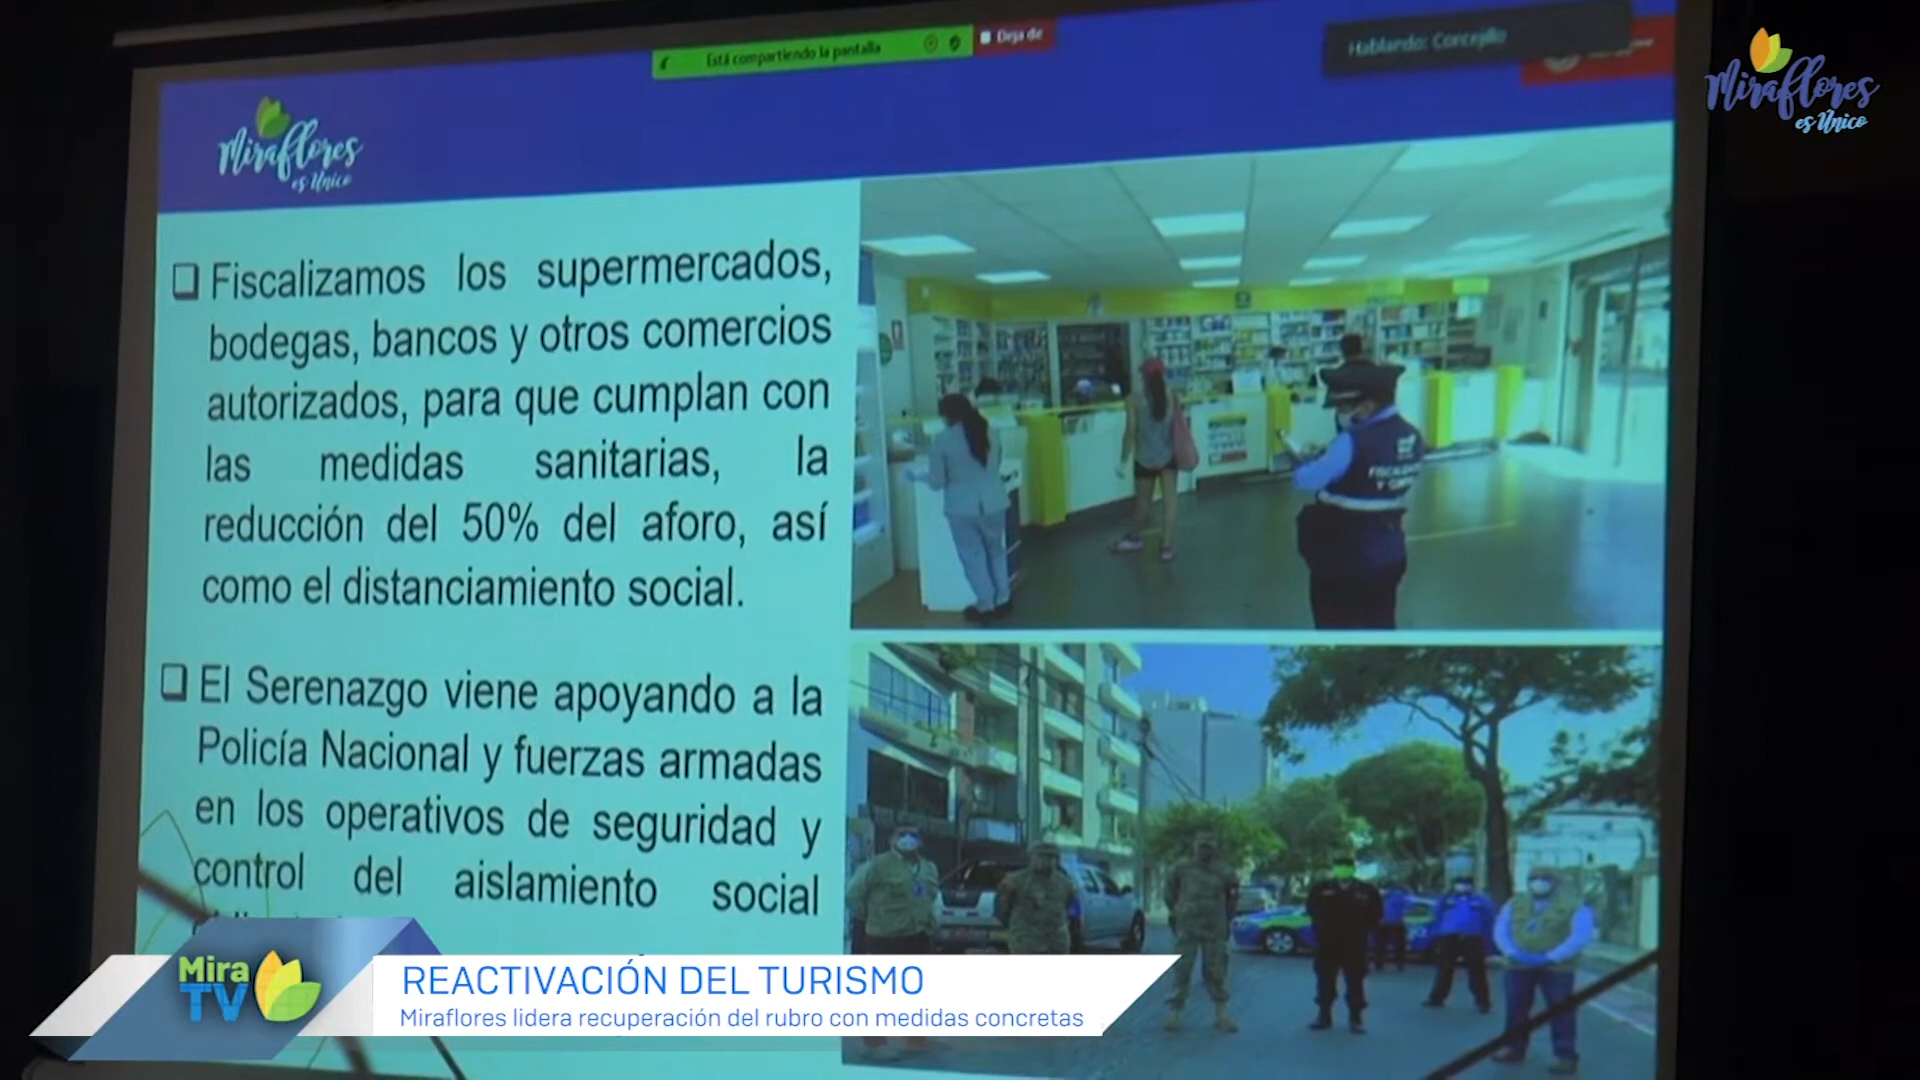 Está compartiendo la pantalla
Deja de
Hablando: Concejillo
Miraflores
es Único
Miraflores
es Único
❑ Fiscalizamos los supermercados,
bodegas, bancos y otros comercios
autorizados, para que cumplan con
las medidas sanitarias, la
reducción del 50% del aforo, así
como el distanciamiento social.
❑ El Serenazgo viene apoyando a la
Policía Nacional y fuerzas armadas
en los operativos de seguridad y
control del aislamiento social
Mira
TV
REACTIVACIÓN DEL TURISMO
Miraflores lidera recuperación del rubro con medidas concretas